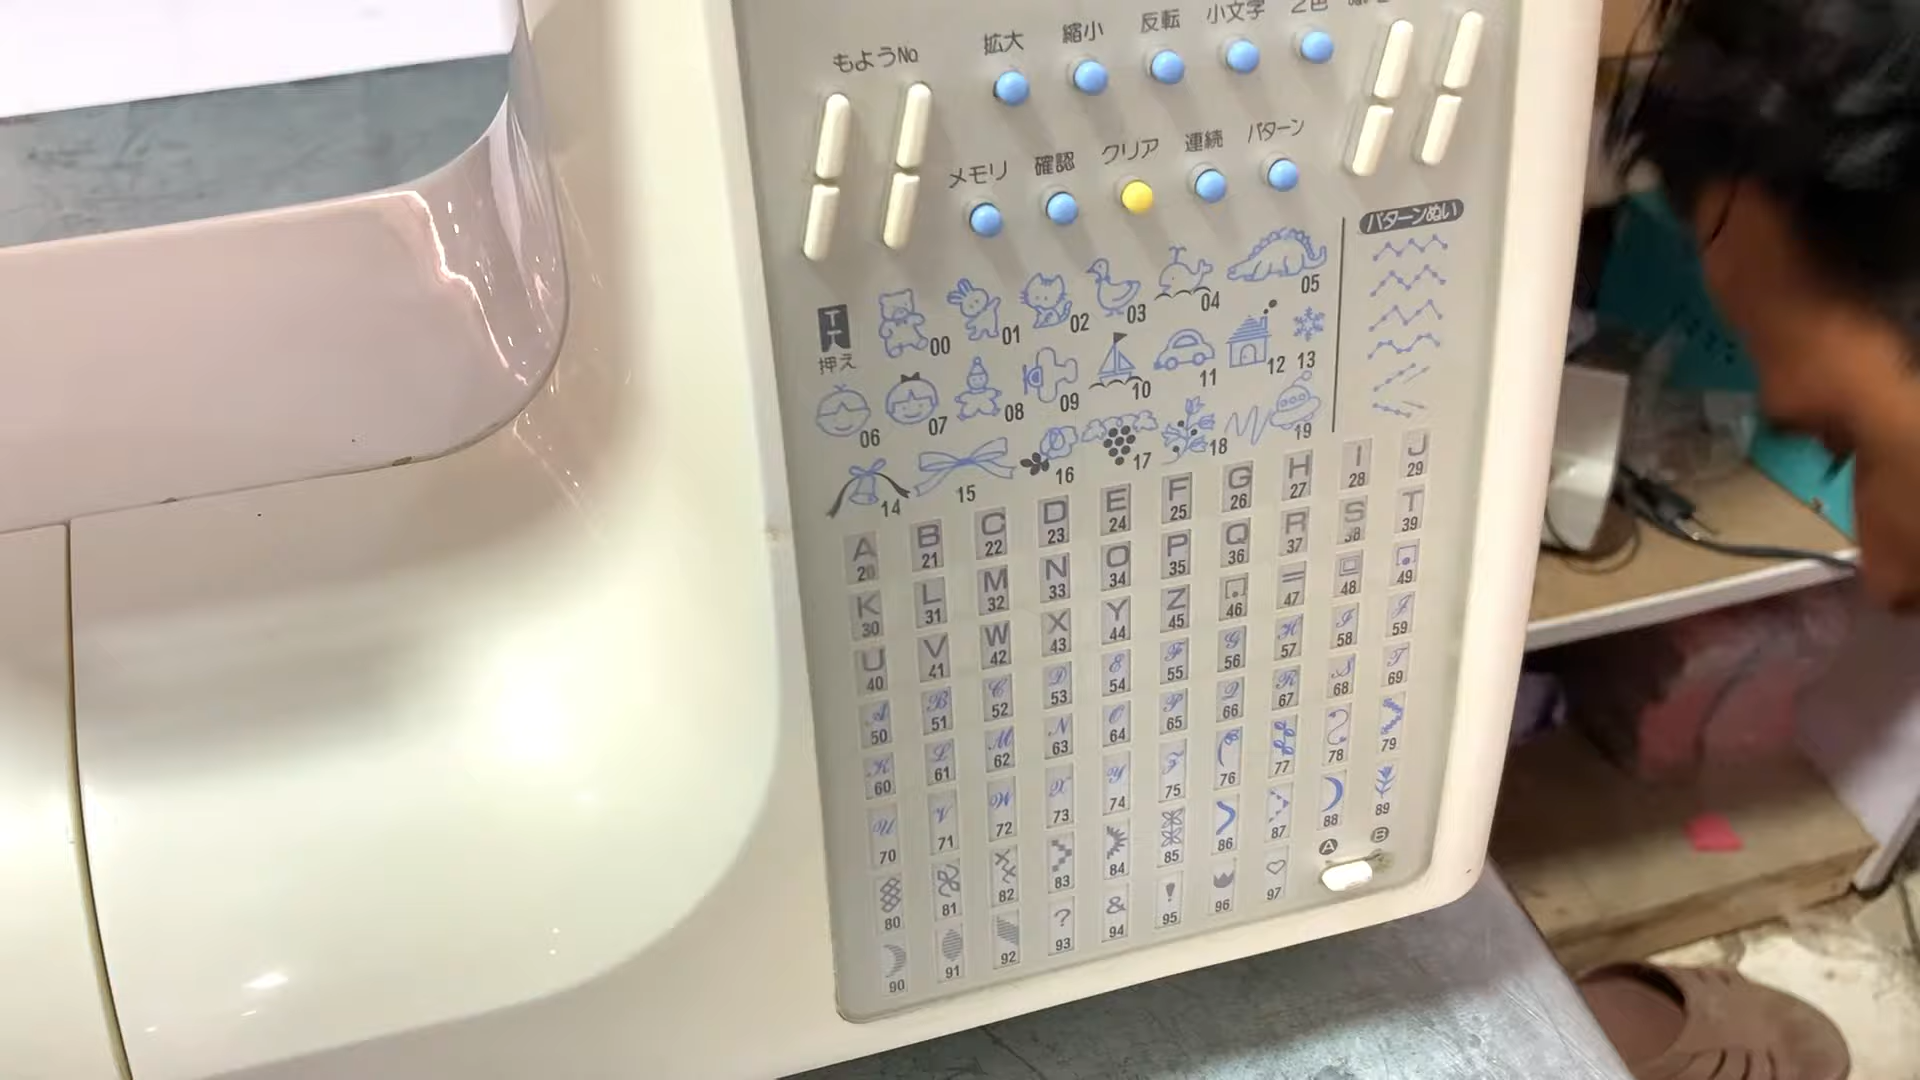 もようNo
拡大 縮小 反転 小文字 2色
メモリ 確認 クリア 連続 パターン
パターンぬい
押え
00 01 02 03 04 05
06 07 08 09 10 11 12 13
14 15 16 17 18 19
A B C D E F G H I J
20 21 22 23 24 25 26 27 28 29
K L M N O P Q R S T
30 31 32 33 34 35 36 37 38 39
U V W X Y Z
40 41 42 43 44 45 46 47 48 49
A B C D E F G H I J
50 51 52 53 54 55 56 57 58 59
K L M N O P Q R S T
60 61 62 63 64 65 66 67 68 69
U V W X Y Z
70 71 72 73 74 75 76 77 78 79
80 81 82 83 84 85 86 87 88 89
A B
? & !
90 91 92 93 94 95 96 97